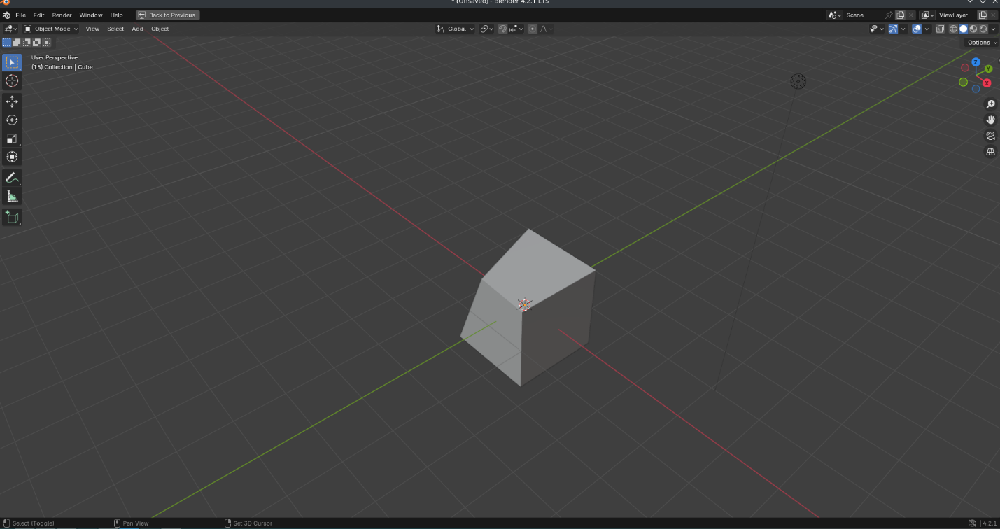 * (Unsaved) - Blender 4.2.1 LTS
File Edit Render Window Help Back to Previous Scene ViewLayer
Object Mode View Select Add Object Global
Options
User Perspective
(15) Collection | Cube
Z
Y
X
Select (Toggle) Pan View Set 3D Cursor 4.2.1